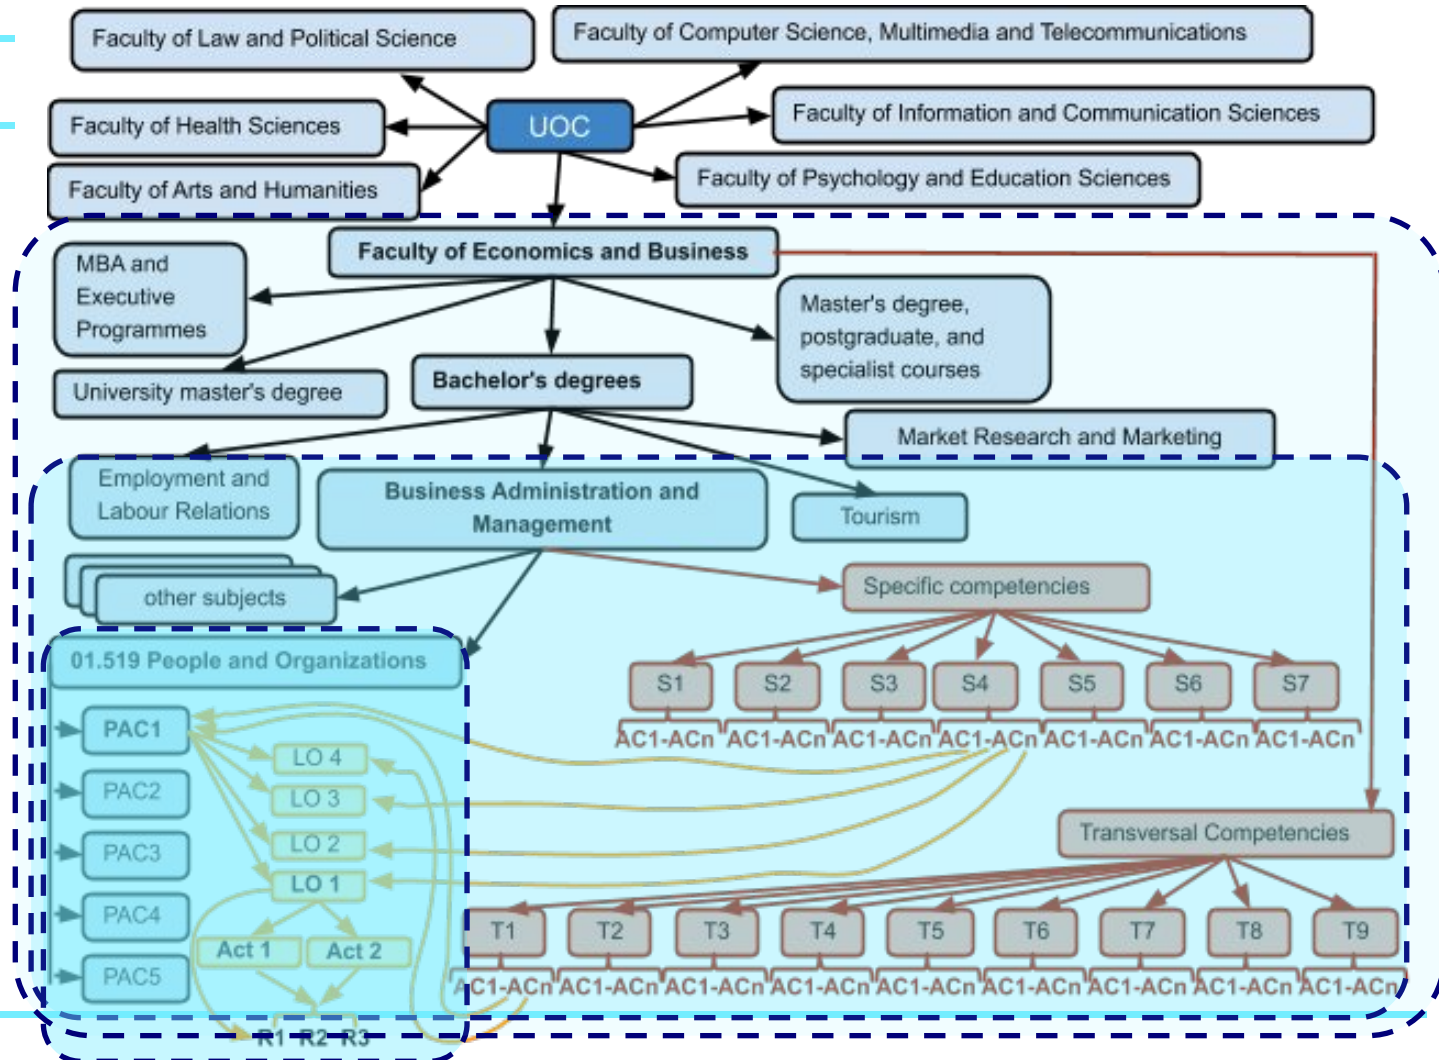 Faculty of Law and Political Science
Faculty of Computer Science, Multimedia and Telecommunications
Faculty of Health Sciences
UOC
Faculty of Information and Communication Sciences
Faculty of Arts and Humanities
Faculty of Psychology and Education Sciences
Faculty of Economics and Business
MBA and
Executive
Programmes
Master's degree,
postgraduate, and
specialist courses
University master's degree
Bachelor's degrees
Market Research and Marketing
Employment and
Labour Relations
Business Administration and
Management
Tourism
other subjects
Specific competencies
01.519 People and Organizations
S1 S2 S3 S4 S5 S6 S7
AC1-ACn AC1-ACn AC1-ACn AC1-ACn AC1-ACn AC1-ACn AC1-ACn
PAC1
LO 4
PAC2
LO 3
Transversal Competencies
LO 2
PAC3
LO 1
PAC4
T1 T2 T3 T4 T5 T6 T7 T8 T9
Act 1 Act 2
PAC5
AC1-ACn AC1-ACn AC1-ACn AC1-ACn AC1-ACn AC1-ACn AC1-ACn AC1-ACn AC1-ACn
R1 R2 R3